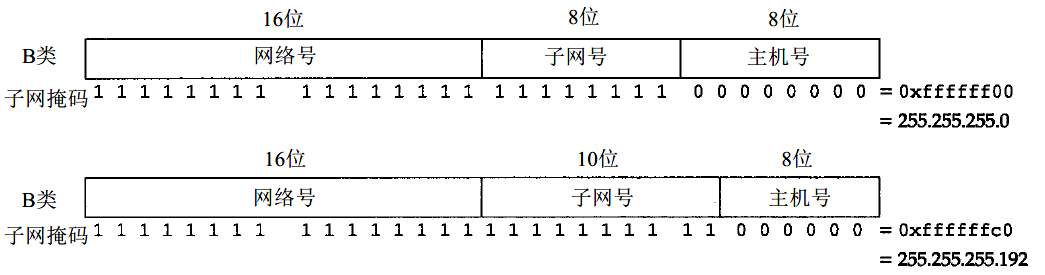 16位 8位 8位
B类 网络号 子网号 主机号
子网掩码 1 1 1 1 1 1 1 1 1 1 1 1 1 1 1 1 1 1 1 1 1 1 1 1 0 0 0 0 0 0 0 0 = 0xffffff00
= 255.255.255.0
16位 10位 8位
B类 网络号 子网号 主机号
子网掩码 1 1 1 1 1 1 1 1 1 1 1 1 1 1 1 1 1 1 1 1 1 1 1 1 1 1 0 0 0 0 0 0 = 0xffffffc0
= 255.255.255.192